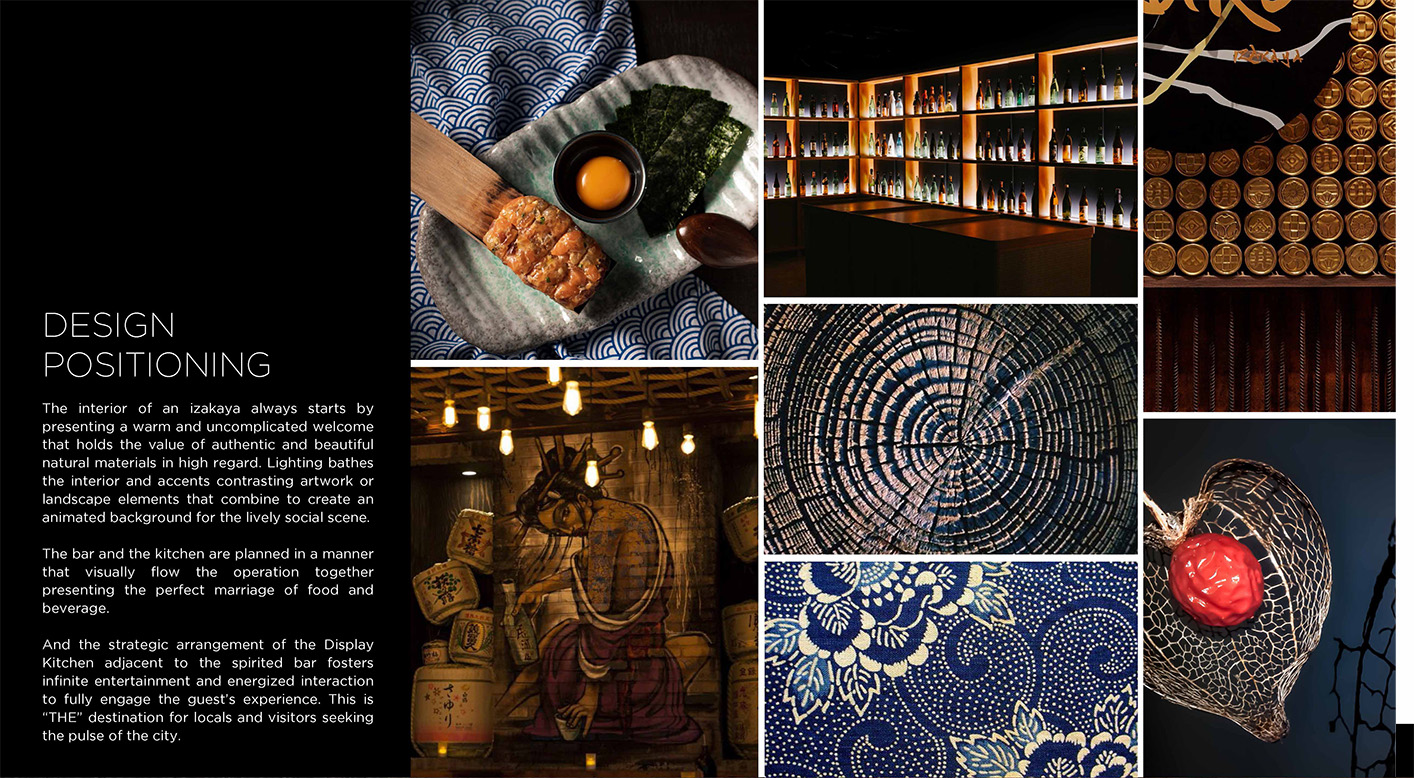 DESIGN
POSITIONING
The interior of an izakaya always starts by
presenting a warm and uncomplicated welcome
that holds the value of authentic and beautiful
natural materials in high regard. Lighting bathes
the interior and accents contrasting artwork or
landscape elements that combine to create an
animated background for the lively social scene.
The bar and the kitchen are planned in a manner
that visually flow the operation together
presenting the perfect marriage of food and
beverage.
And the strategic arrangement of the Display
Kitchen adjacent to the spirited bar fosters
infinite entertainment and energized interaction
to fully engage the guest's experience. This is
“THE” destination for locals and visitors seeking
the pulse of the city.
さゆり